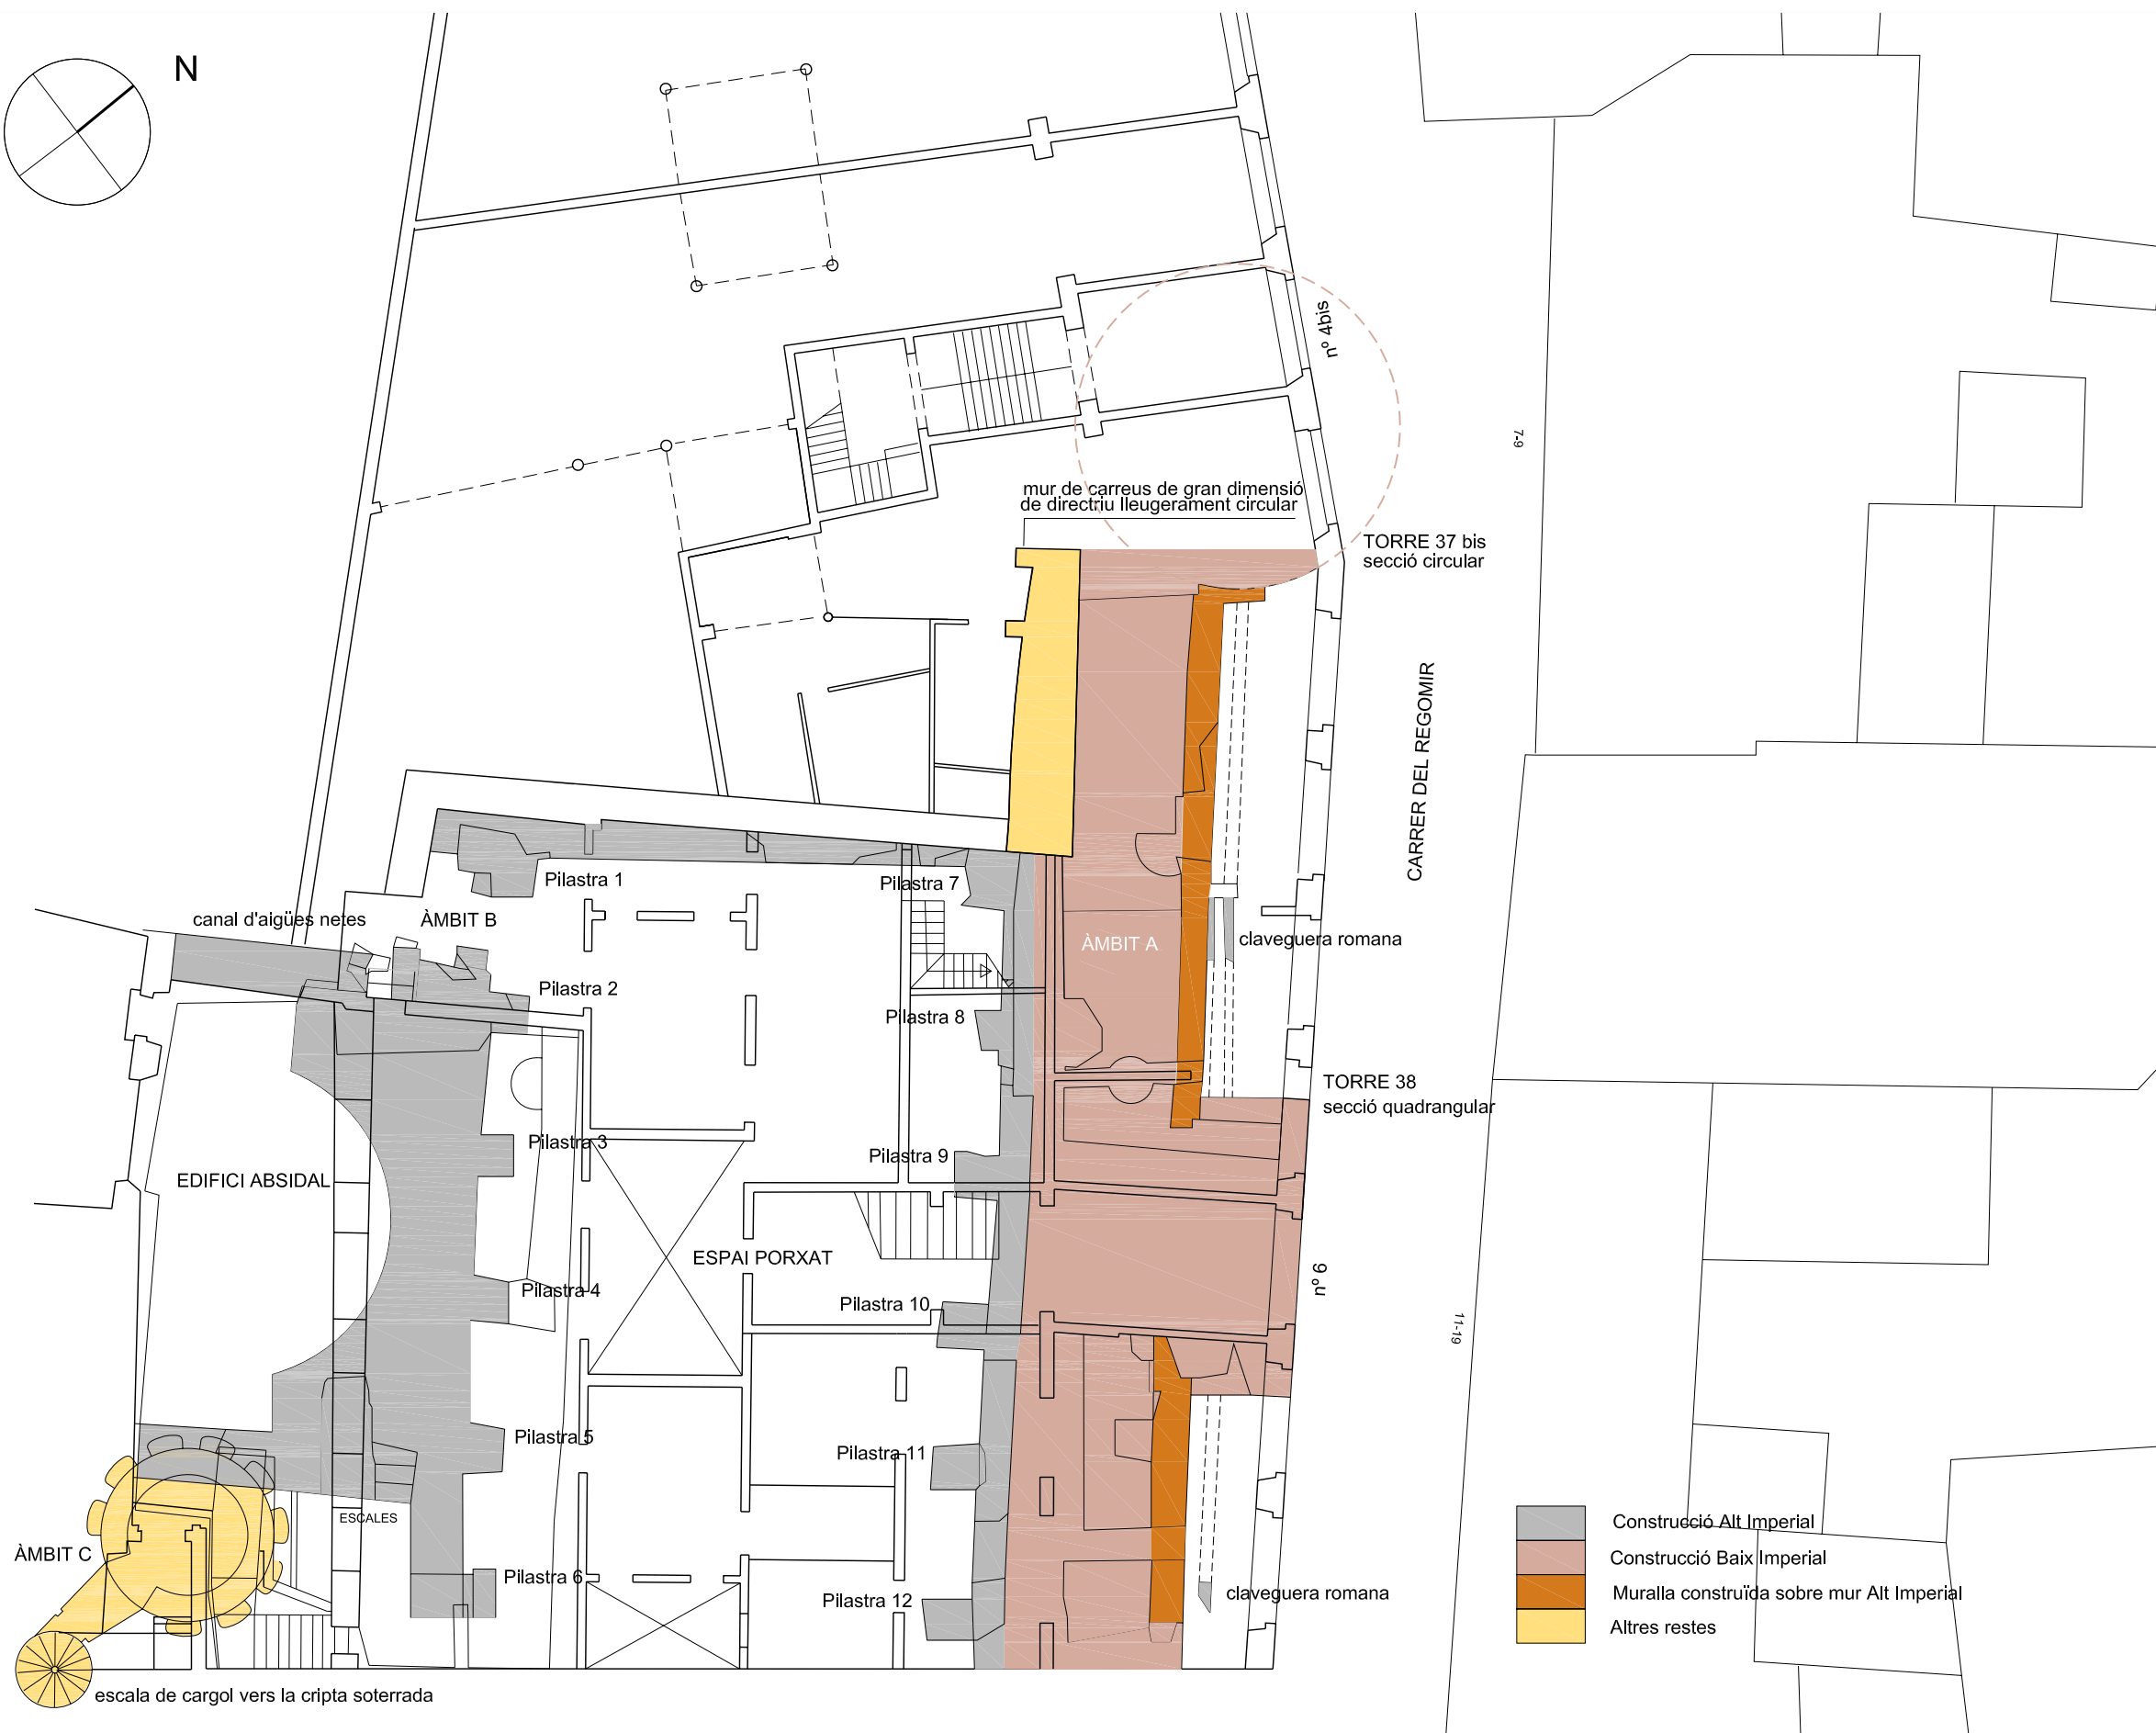 N
nº 4bis
7-9
mur de carreus de gran dimensió
de directriu lleugerament circular
TORRE 37 bis
secció circular
CARRER DEL REGOMIR
Pilastra 1
Pilastra 7
canal d'aigües netes
ÀMBIT B
ÀMBIT A
claveguera romana
Pilastra 2
Pilastra 8
TORRE 38
secció quadrangular
Pilastra 3
Pilastra 9
EDIFICI ABSIDAL
ESPAI PORXAT
nº 6
Pilastra 4
Pilastra 10
11-19
Pilastra 5
Pilastra 11
ESCALES
ÀMBIT C
Pilastra 6
Pilastra 12
claveguera romana
Construcció Alt Imperial
Construcció Baix Imperial
Muralla construïda sobre mur Alt Imperial
Altres restes
escala de cargol vers la cripta soterrada